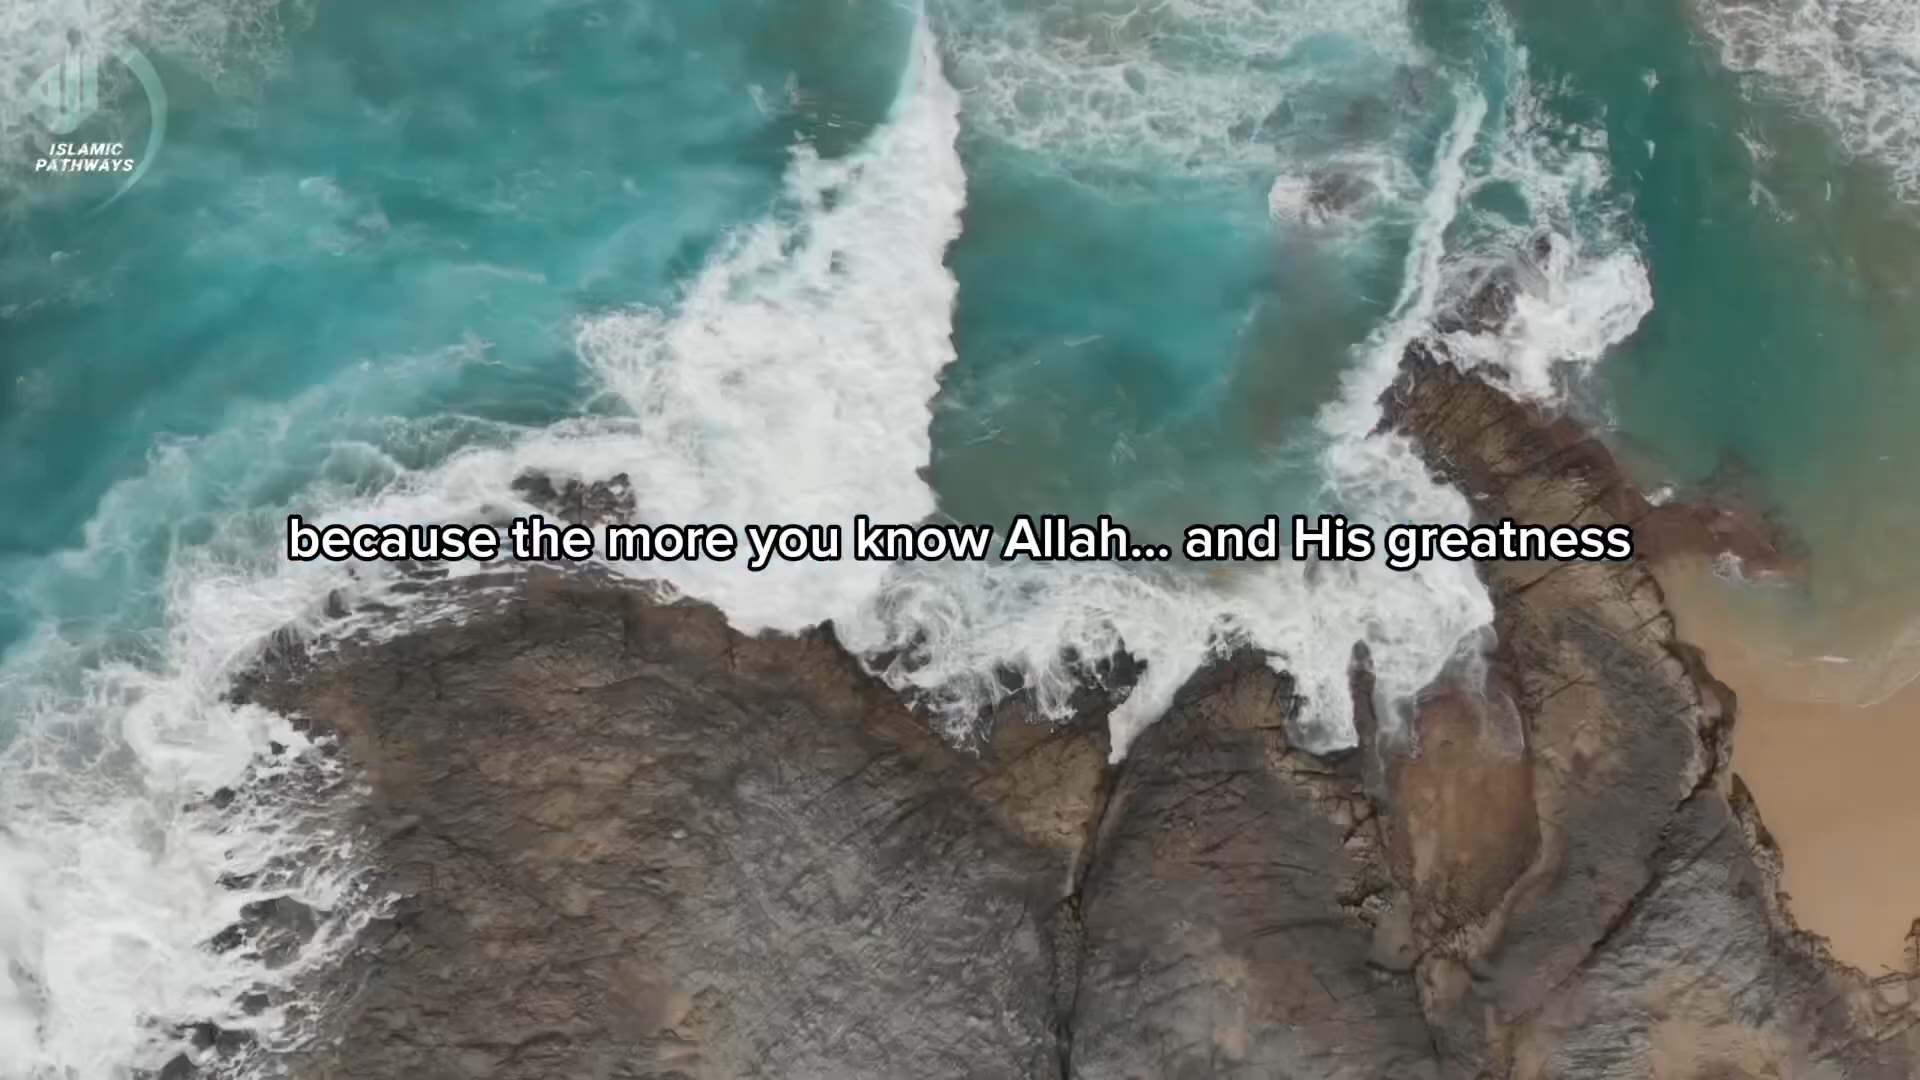 ISLAMIC
PATHWAYS
because the more you know Allah... and His greatness